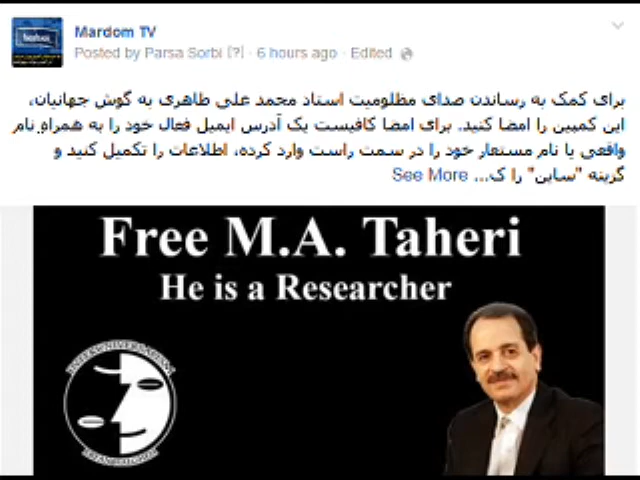 Mardom TV
Posted by Parsa Sorbi [?] · 6 hours ago · Edited
برای کمک به رساندن صدای مظلومیت استاد محمد علی طاهری به گوش جهانیان،
این کمپین را امضا کنید. برای امضا کافیست یک آدرس ایمیل فعال خود را به همراه نام
واقعی یا نام مستعار خود را در سمت راست وارد کرده، اطلاعات را تکمیل کنید و
گزینه "ساین" را ک... See More
Free M.A. Taheri
He is a Researcher